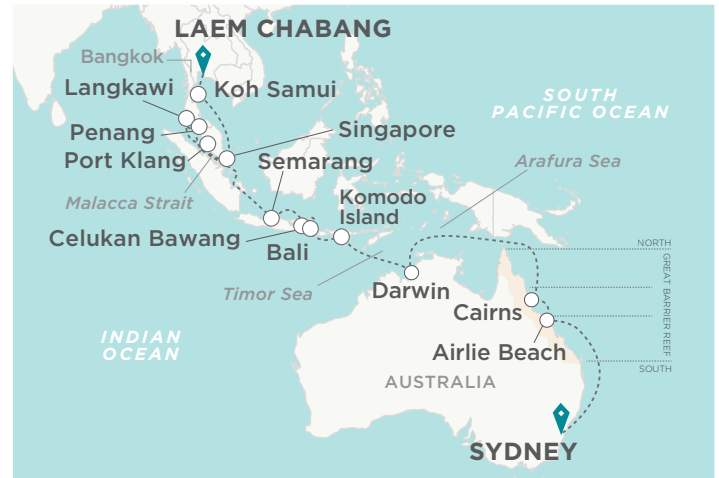 LAEM CHABANG
Bangkok
Langkawi
Koh Samui
SOUTH
PACIFIC OCEAN
Penang
Singapore
Port Klang
Semarang
Arafura Sea
Malacca Strait
Komodo
Island
Celukan Bawang
Bali
NORTH
Timor Sea
Darwin
GREAT BARRIER REEF
Cairns
INDIAN
OCEAN
Airlie Beach
SOUTH
AUSTRALIA
SYDNEY